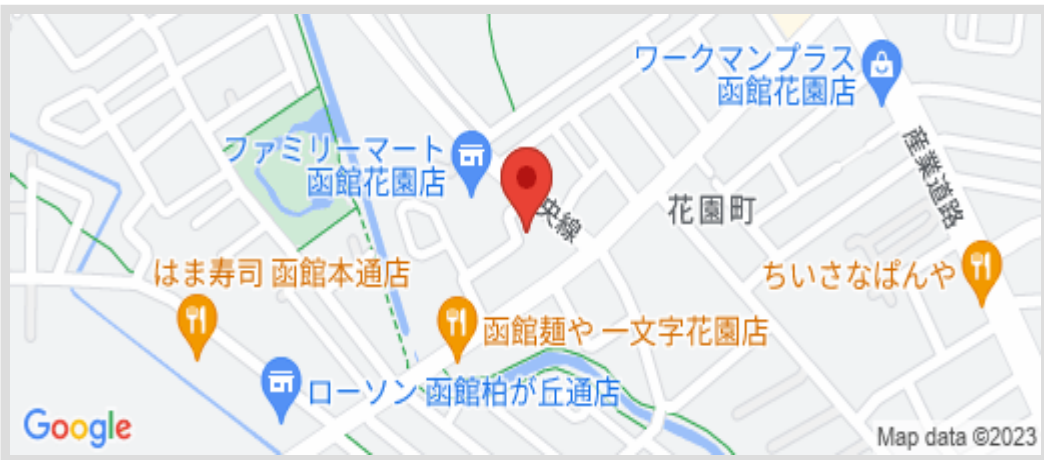 ワークマンプラス
函館花園店
産業道路
ファミリーマート
函館花園店
央線
花園町
はま寿司 函館本通店
ちいさなぱんや
函館麺や 一文字花園店
ローソン 函館柏が丘通店
Google
Map data ©2023